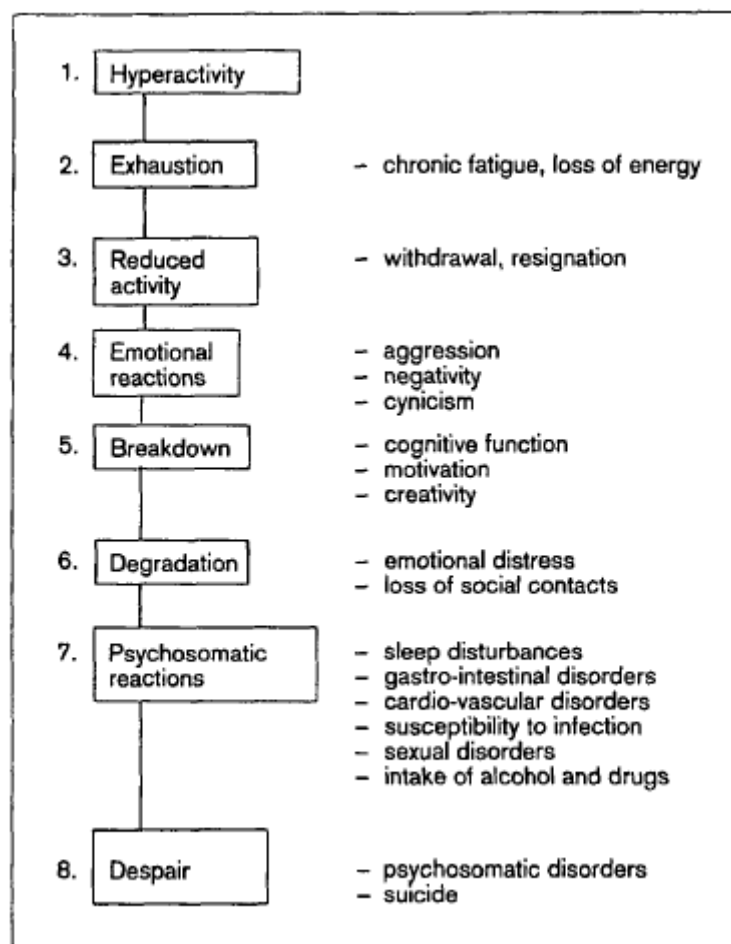 1. Hyperactivity
2. Exhaustion – chronic fatigue, loss of energy
3. Reduced – withdrawal, resignation
activity
4. Emotional – aggression
reactions – negativity
– cynicism
5. Breakdown – cognitive function
– motivation
– creativity
6. Degradation – emotional distress
– loss of social contacts
7. Psychosomatic – sleep disturbances
reactions – gastro-intestinal disorders
– cardio-vascular disorders
– susceptibility to infection
– sexual disorders
– intake of alcohol and drugs
8. Despair – psychosomatic disorders
– suicide